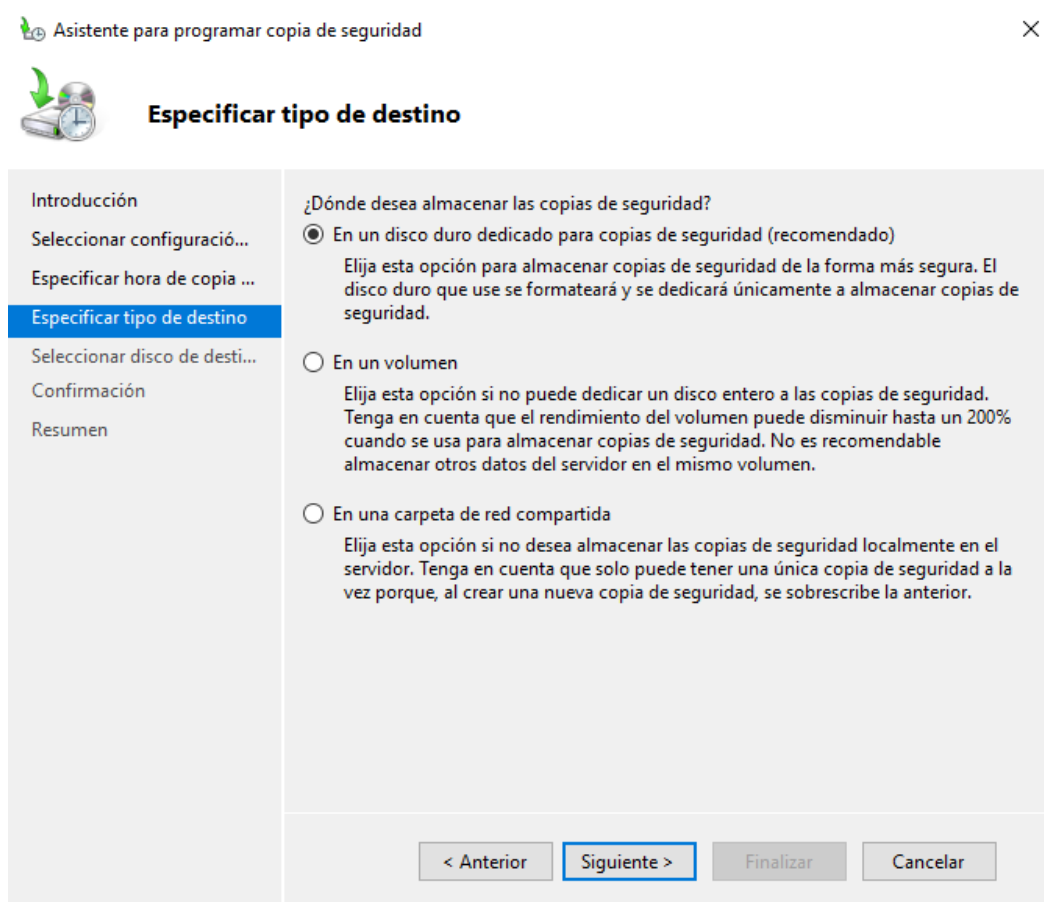 Asistente para programar copia de seguridad
Especificar tipo de destino
Introducción
Seleccionar configuració...
Especificar hora de copia ...
Especificar tipo de destino
Seleccionar disco de desti...
Confirmación
Resumen
¿Dónde desea almacenar las copias de seguridad?
En un disco duro dedicado para copias de seguridad (recomendado)
Elija esta opción para almacenar copias de seguridad de la forma más segura. El
disco duro que use se formateará y se dedicará únicamente a almacenar copias de
seguridad.
En un volumen
Elija esta opción si no puede dedicar un disco entero a las copias de seguridad.
Tenga en cuenta que el rendimiento del volumen puede disminuir hasta un 200%
cuando se usa para almacenar copias de seguridad. No es recomendable
almacenar otros datos del servidor en el mismo volumen.
En una carpeta de red compartida
Elija esta opción si no desea almacenar las copias de seguridad localmente en el
servidor. Tenga en cuenta que solo puede tener una única copia de seguridad a la
vez porque, al crear una nueva copia de seguridad, se sobrescribe la anterior.
< Anterior
Siguiente >
Finalizar
Cancelar